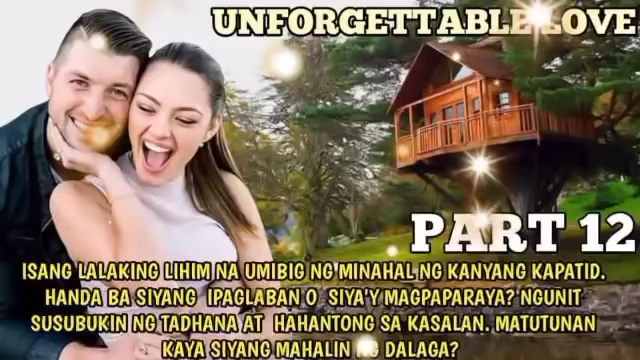 UNFORGETTABLE LOVE
PART 12
ISANG LALAKING LIHIM NA UMIBIG NG MINAHAL NG KANYANG KAPATID.
HANDA BA SIYANG IPAGLABAN O SIYA'Y MAGPAPARAYA? NGUNIT
SUSUBUKIN NG TADHANA AT HAHANTONG SA KASALAN. MATUTUNAN
KAYA SIYANG MAHALIN NG DALAGA?